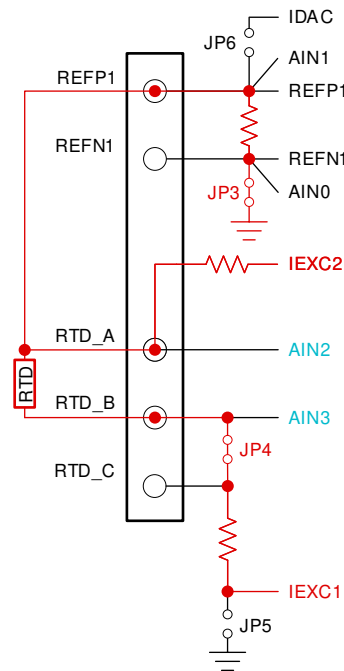 IDAC
JP6
AIN1
REFP1
REFP1
REFN1
REFN1
JP3
AIN0
IEXC2
RTD_A
AIN2
RTD
RTD_B
AIN3
JP4
RTD_C
IEXC1
JP5